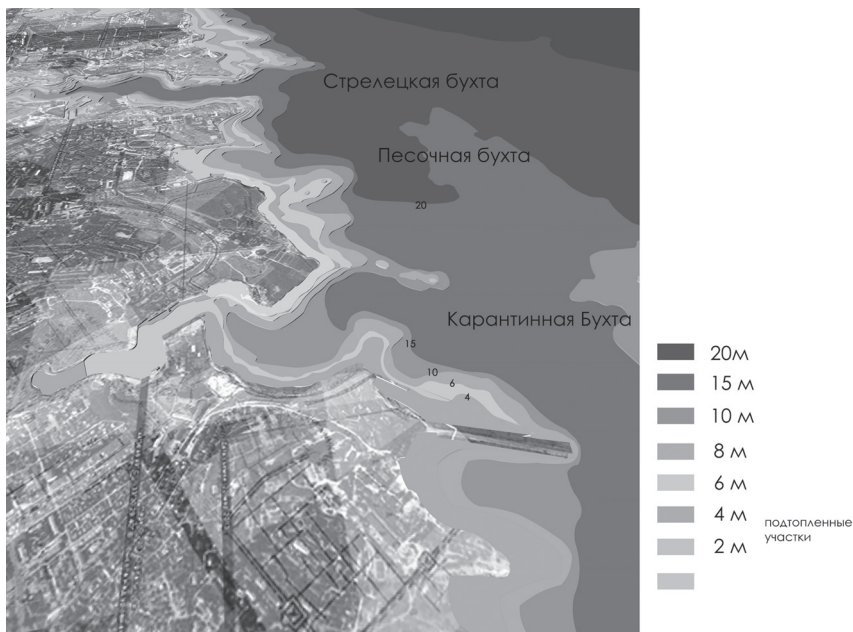 Стрелецкая бухта
Песочная бухта
20
Карантинная Бухта
15
10
6
4
20м
15 м
10 м
8 м
6 м
4 м
2 м
подтопленные
участки